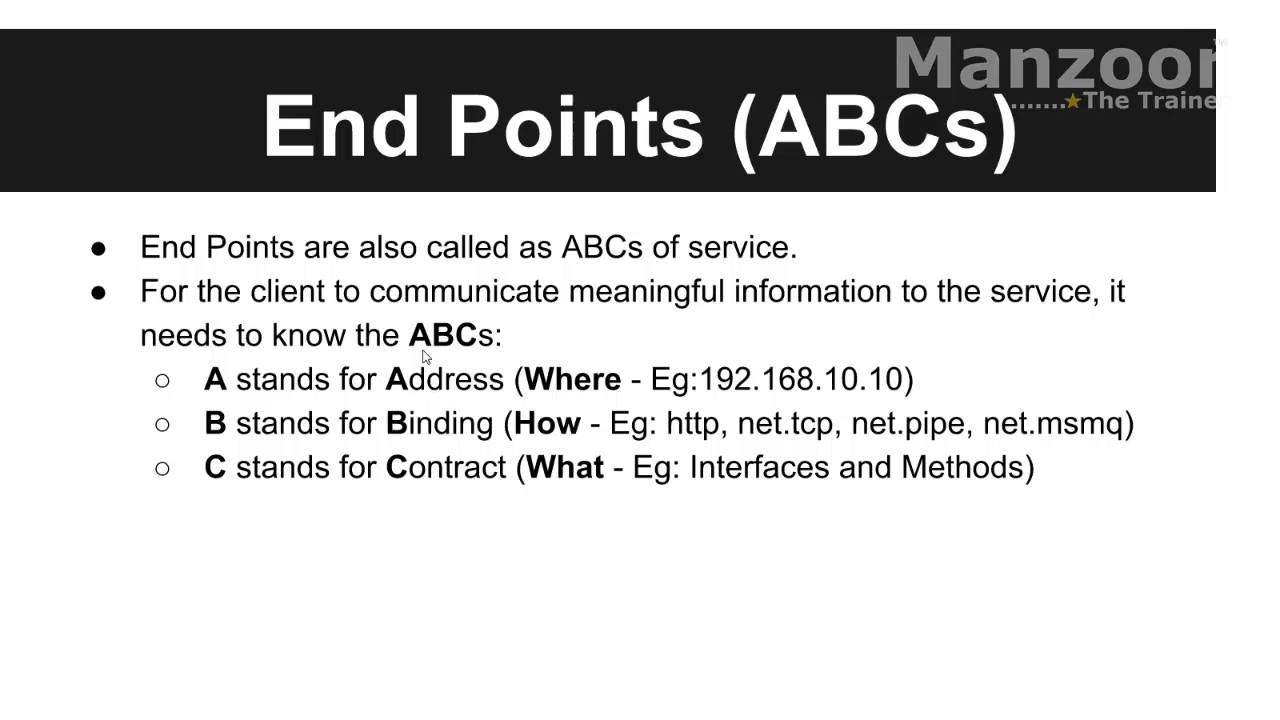 Manzoor
.......★The Trainer
End Points (ABCs)
● End Points are also called as ABCs of service.
● For the client to communicate meaningful information to the service, it
needs to know the ABCs:
○ A stands for Address (Where - Eg:192.168.10.10)
○ B stands for Binding (How - Eg: http, net.tcp, net.pipe, net.msmq)
○ C stands for Contract (What - Eg: Interfaces and Methods)